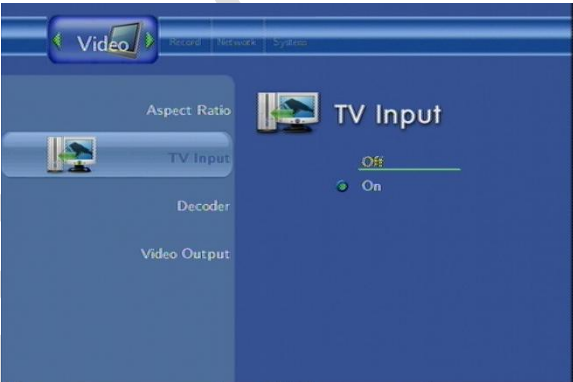 Video Record Network System
Aspect Ratio
TV Input
Decoder
Video Output
TV Input
Off
On